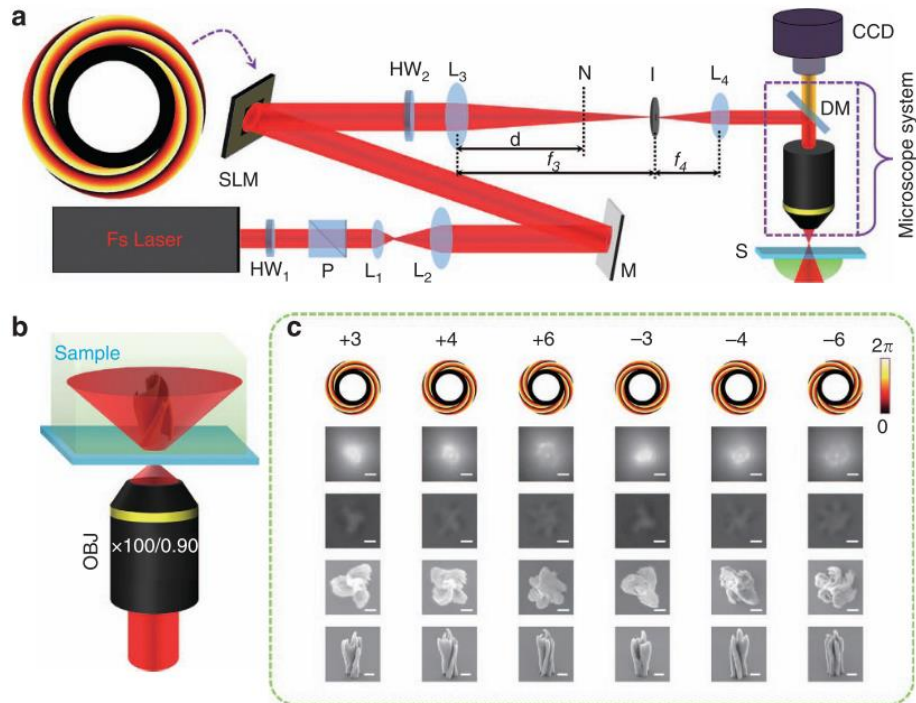 a
CCD
HW2
L3
N
I
L4
DM
d
f3
f4
Microscope system
SLM
Fs Laser
HW1
P
L1
L2
M
S
b
Sample
OBJ
×100/0.90
c
+3 +4 +6 −3 −4 −6
2π
0